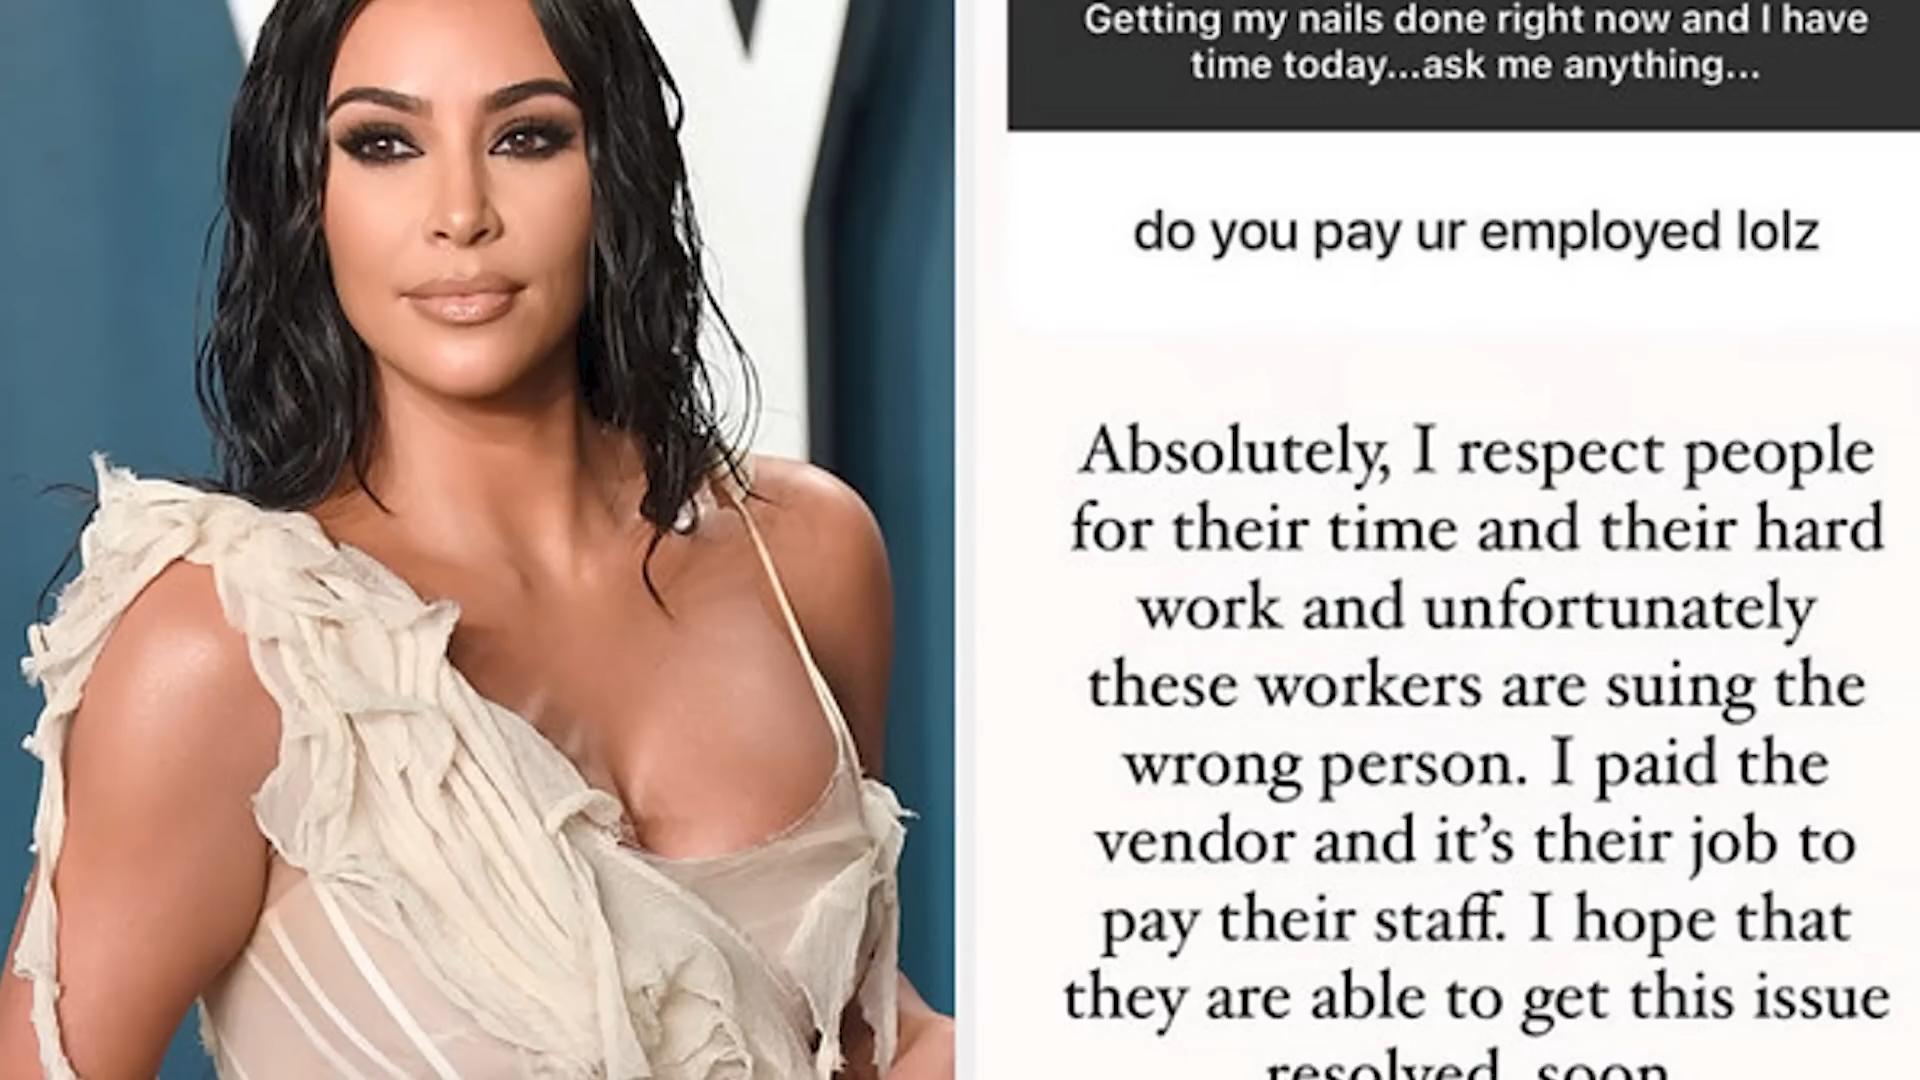 Getting my nails done right now and I have
time today...ask me anything...
do you pay ur employed lolz
Absolutely, I respect people
for their time and their hard
work and unfortunately
these workers are suing the
wrong person. I paid the
vendor and it's their job to
pay their staff. I hope that
they are able to get this issue
resolved soon